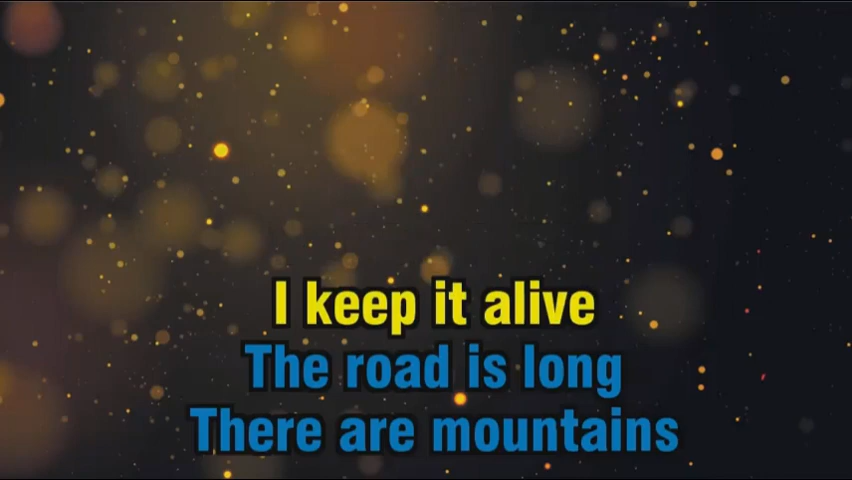 I keep it alive
The road is long
There are mountains